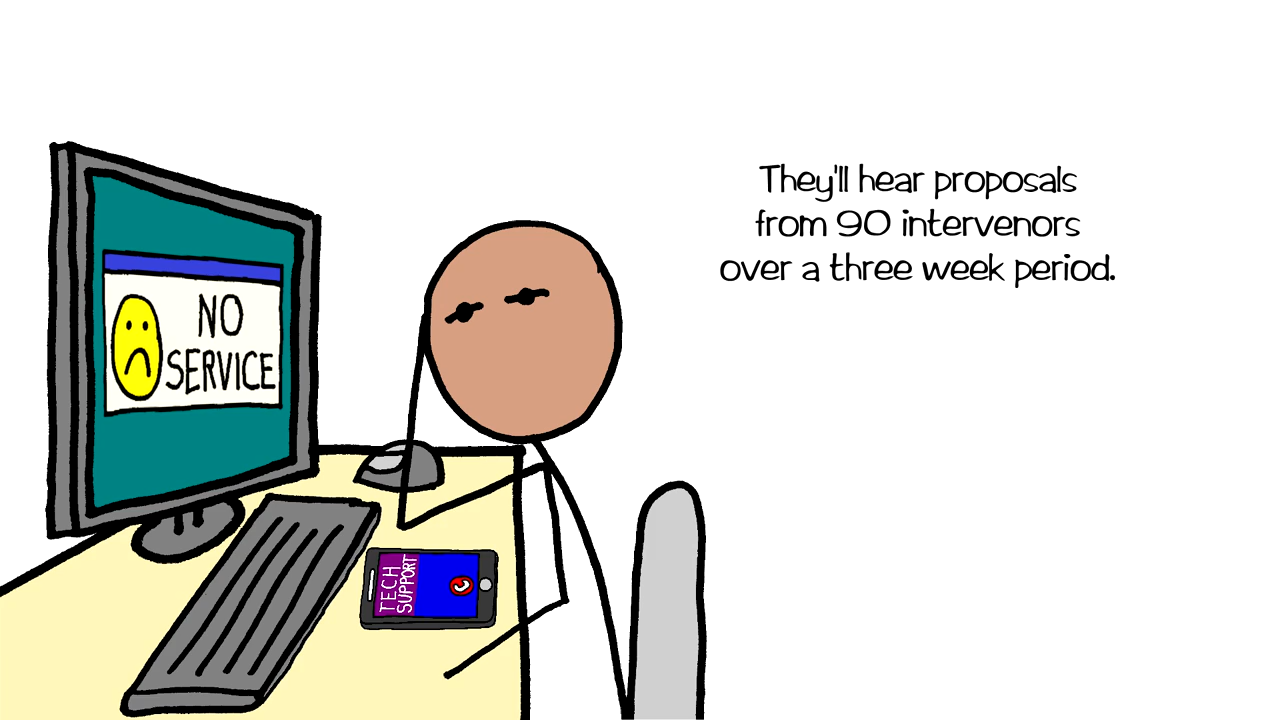 They'll hear proposals
from 90 intervenors
over a three week period.
NO
SERVICE
TECH
SUPPORT